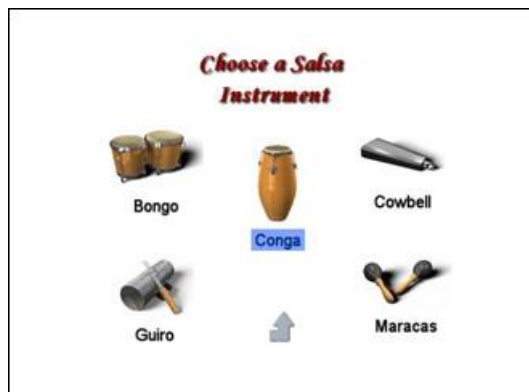 Choose a Salsa
Instrument
Bongo
Cowbell
Conga
Guiro
Maracas